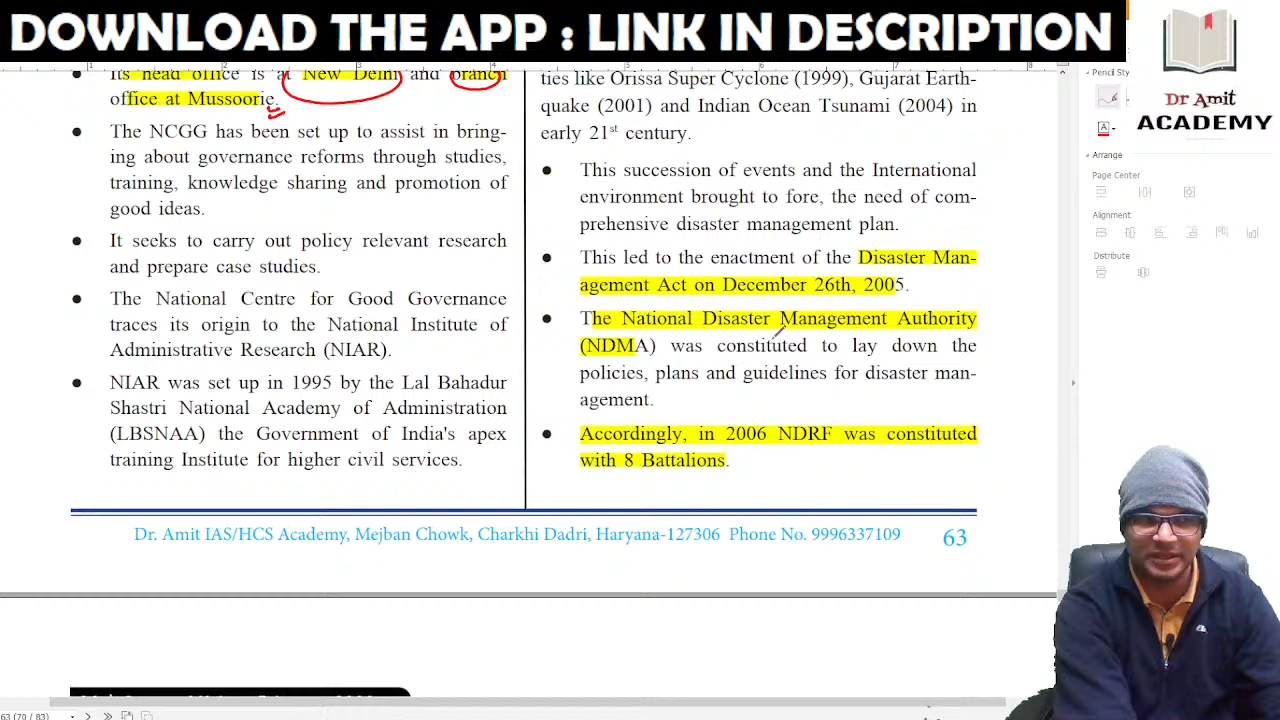 DOWNLOAD THE APP : LINK IN DESCRIPTION
Its head office is at New Delhi and branch
office at Mussoorie.
● The NCGG has been set up to assist in bring-
ing about governance reforms through studies,
training, knowledge sharing and promotion of
good ideas.
● It seeks to carry out policy relevant research
and prepare case studies.
● The National Centre for Good Governance
traces its origin to the National Institute of
Administrative Research (NIAR).
● NIAR was set up in 1995 by the Lal Bahadur
Shastri National Academy of Administration
(LBSNAA) the Government of India's apex
training Institute for higher civil services.
ties like Orissa Super Cyclone (1999), Gujarat Earth-
quake (2001) and Indian Ocean Tsunami (2004) in
early 21st century.
● This succession of events and the International
environment brought to fore, the need of com-
prehensive disaster management plan.
● This led to the enactment of the Disaster Man-
agement Act on December 26th, 2005.
● The National Disaster Management Authority
(NDMA) was constituted to lay down the
policies, plans and guidelines for disaster man-
agement.
● Accordingly, in 2006 NDRF was constituted
with 8 Battalions.
Dr. Amit IAS/HCS Academy, Mejban Chowk, Charkhi Dadri, Haryana-127306 Phone No. 9996337109
63
63 (70 / 83)
Pencil Sty
Arrange
Page Center
Alignment
Distribute
Dr Amit
ACADEMY